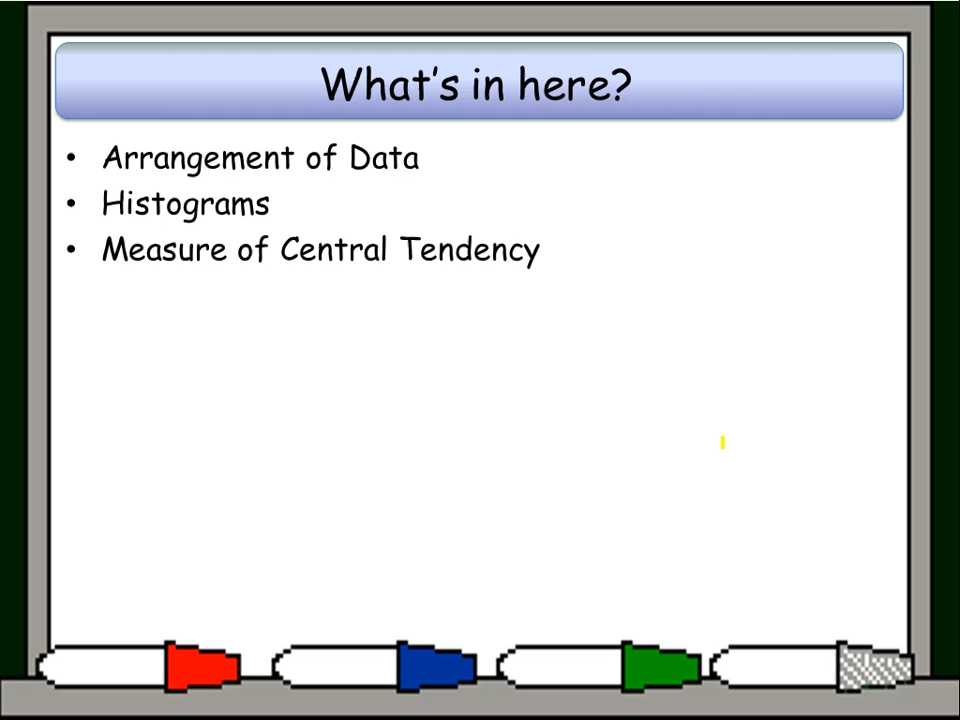 What's in here?
• Arrangement of Data
• Histograms
• Measure of Central Tendency